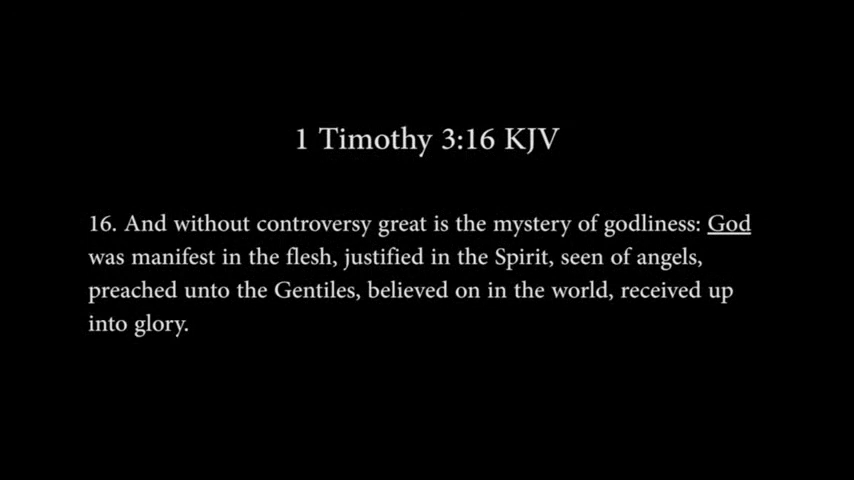 1 Timothy 3:16 KJV
16. And without controversy great is the mystery of godliness: God
was manifest in the flesh, justified in the Spirit, seen of angels,
preached unto the Gentiles, believed on in the world, received up
into glory.